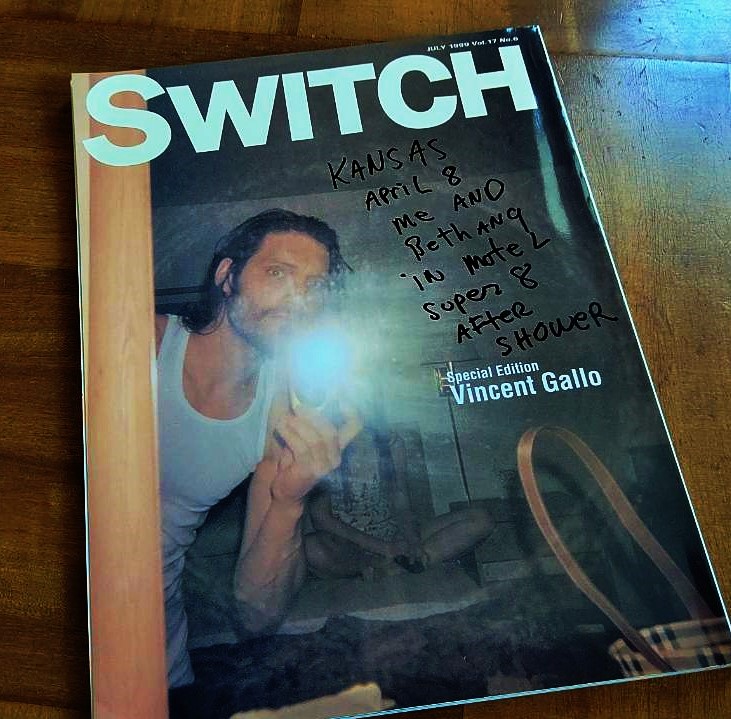 JULY 1999 Vol.17 No.6
SWITCH
KANSAS
APRIL 8
ME AND
BethANY
iN MOTEL
SUPER 8
AFTER
SHOWER
Special Edition
Vincent Gallo